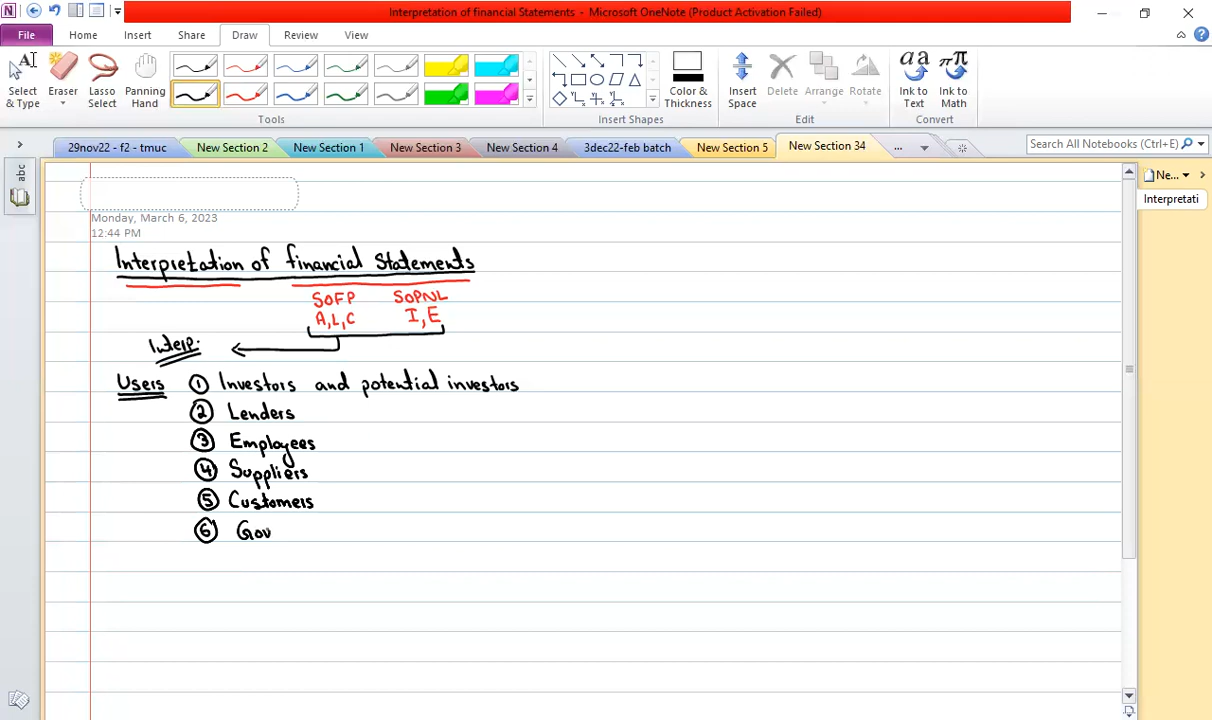 Interpretation of financial Statements - Microsoft OneNote (Product Activation Failed)
File Home Insert Share Draw Review View
Select & Type Eraser Lasso Select Panning Hand Color & Thickness Insert Space Delete Arrange Rotate Ink to Text Ink to Math
Tools Insert Shapes Edit Convert
29nov22 - f2 - tmuc New Section 2 New Section 1 New Section 3 New Section 4 3dec22-feb batch New Section 5 New Section 34 ... Search All Notebooks (Ctrl+E)
abc
Ne...
Interpretati
Monday, March 6, 2023
12:44 PM
Interpretation of financial Statements
SOFP SOPNL
A,L,C I,E
Interp.
Users ① Investors and potential investors
② Lenders
③ Employees
④ Suppliers
⑤ Customers
⑥ Gov